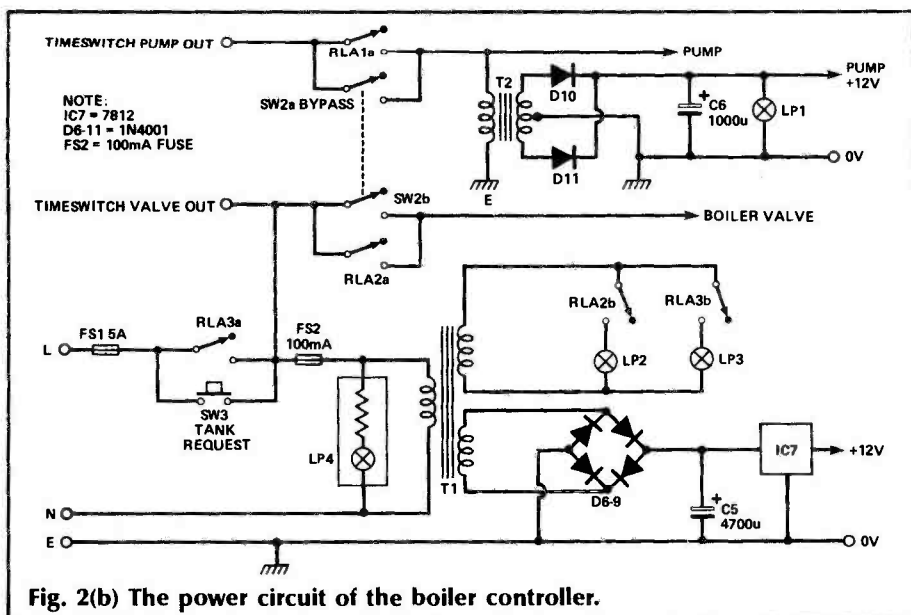 TIMESWITCH PUMP OUT
RLA1a
PUMP
NOTE:
IC7 = 7812
D6-11 = 1N4001
FS2 = 100mA FUSE
SW2a BYPASS
T2
D10
D11
E
C6
1000u
+
LP1
PUMP
+12V
0V
TIMESWITCH VALVE OUT
SW2b
BOILER VALVE
RLA2a
L
FS1 5A
RLA3a
FS2
100mA
SW3
TANK
REQUEST
LP4
T1
RLA2b
RLA3b
LP2
LP3
D6-9
+
C5
4700u
IC7
+12V
N
E
0V
Fig. 2(b) The power circuit of the boiler controller.